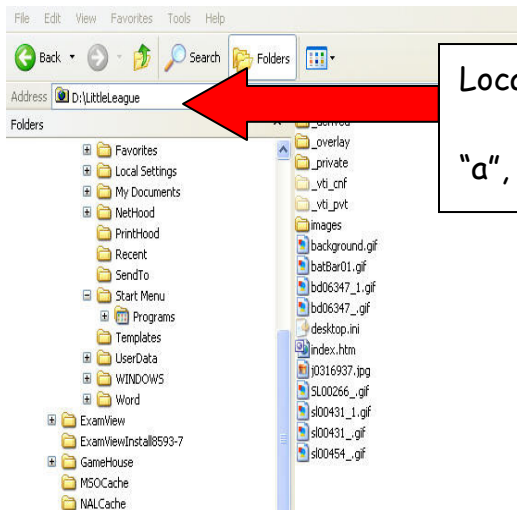 File Edit View Favorites Tools Help
Back Search Folders
Address D:\LittleLeague
Folders
Favorites
Local Settings
My Documents
NetHood
PrintHood
Recent
SendTo
Start Menu
Programs
Templates
UserData
WINDOWS
Word
ExamView
ExamViewInstall8593-7
GameHouse
MSOCache
NALCache
_overlay
_private
_vti_cnf
_vti_pvt
images
background.gif
batBar01.gif
bd06347_1.gif
bd06347_.gif
desktop.ini
index.htm
j0316937.jpg
SL00266_.gif
sl00431_1.gif
sl00431_.gif
sl00454_.gif
“a”,